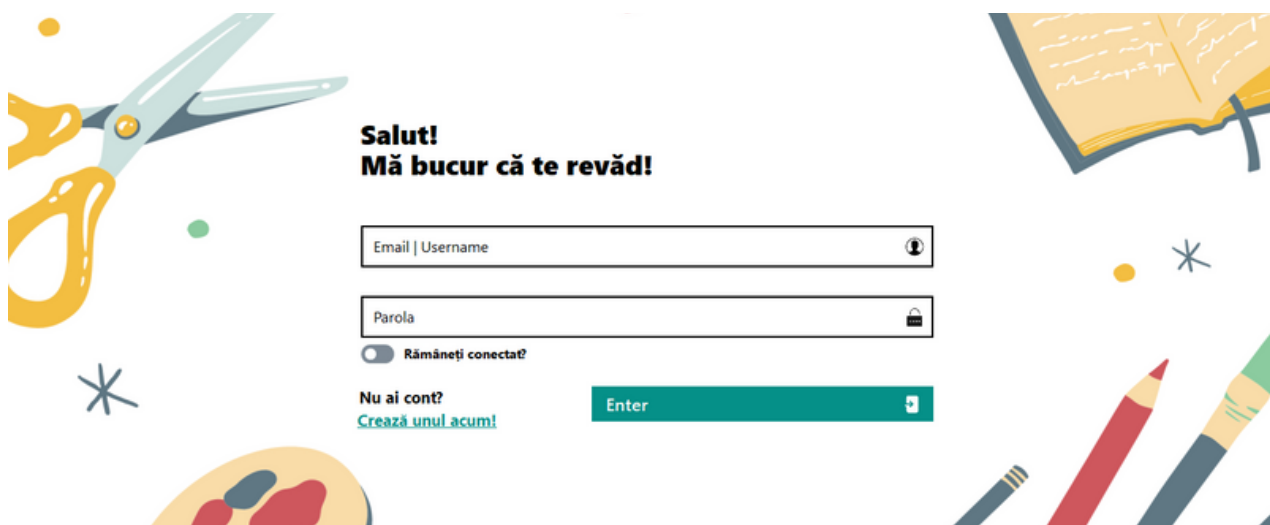 Salut!
Mă bucur că te revăd!
Email | Username
Parola
Rămâneți conectat?
Nu ai cont?
Crează unul acum!
Enter